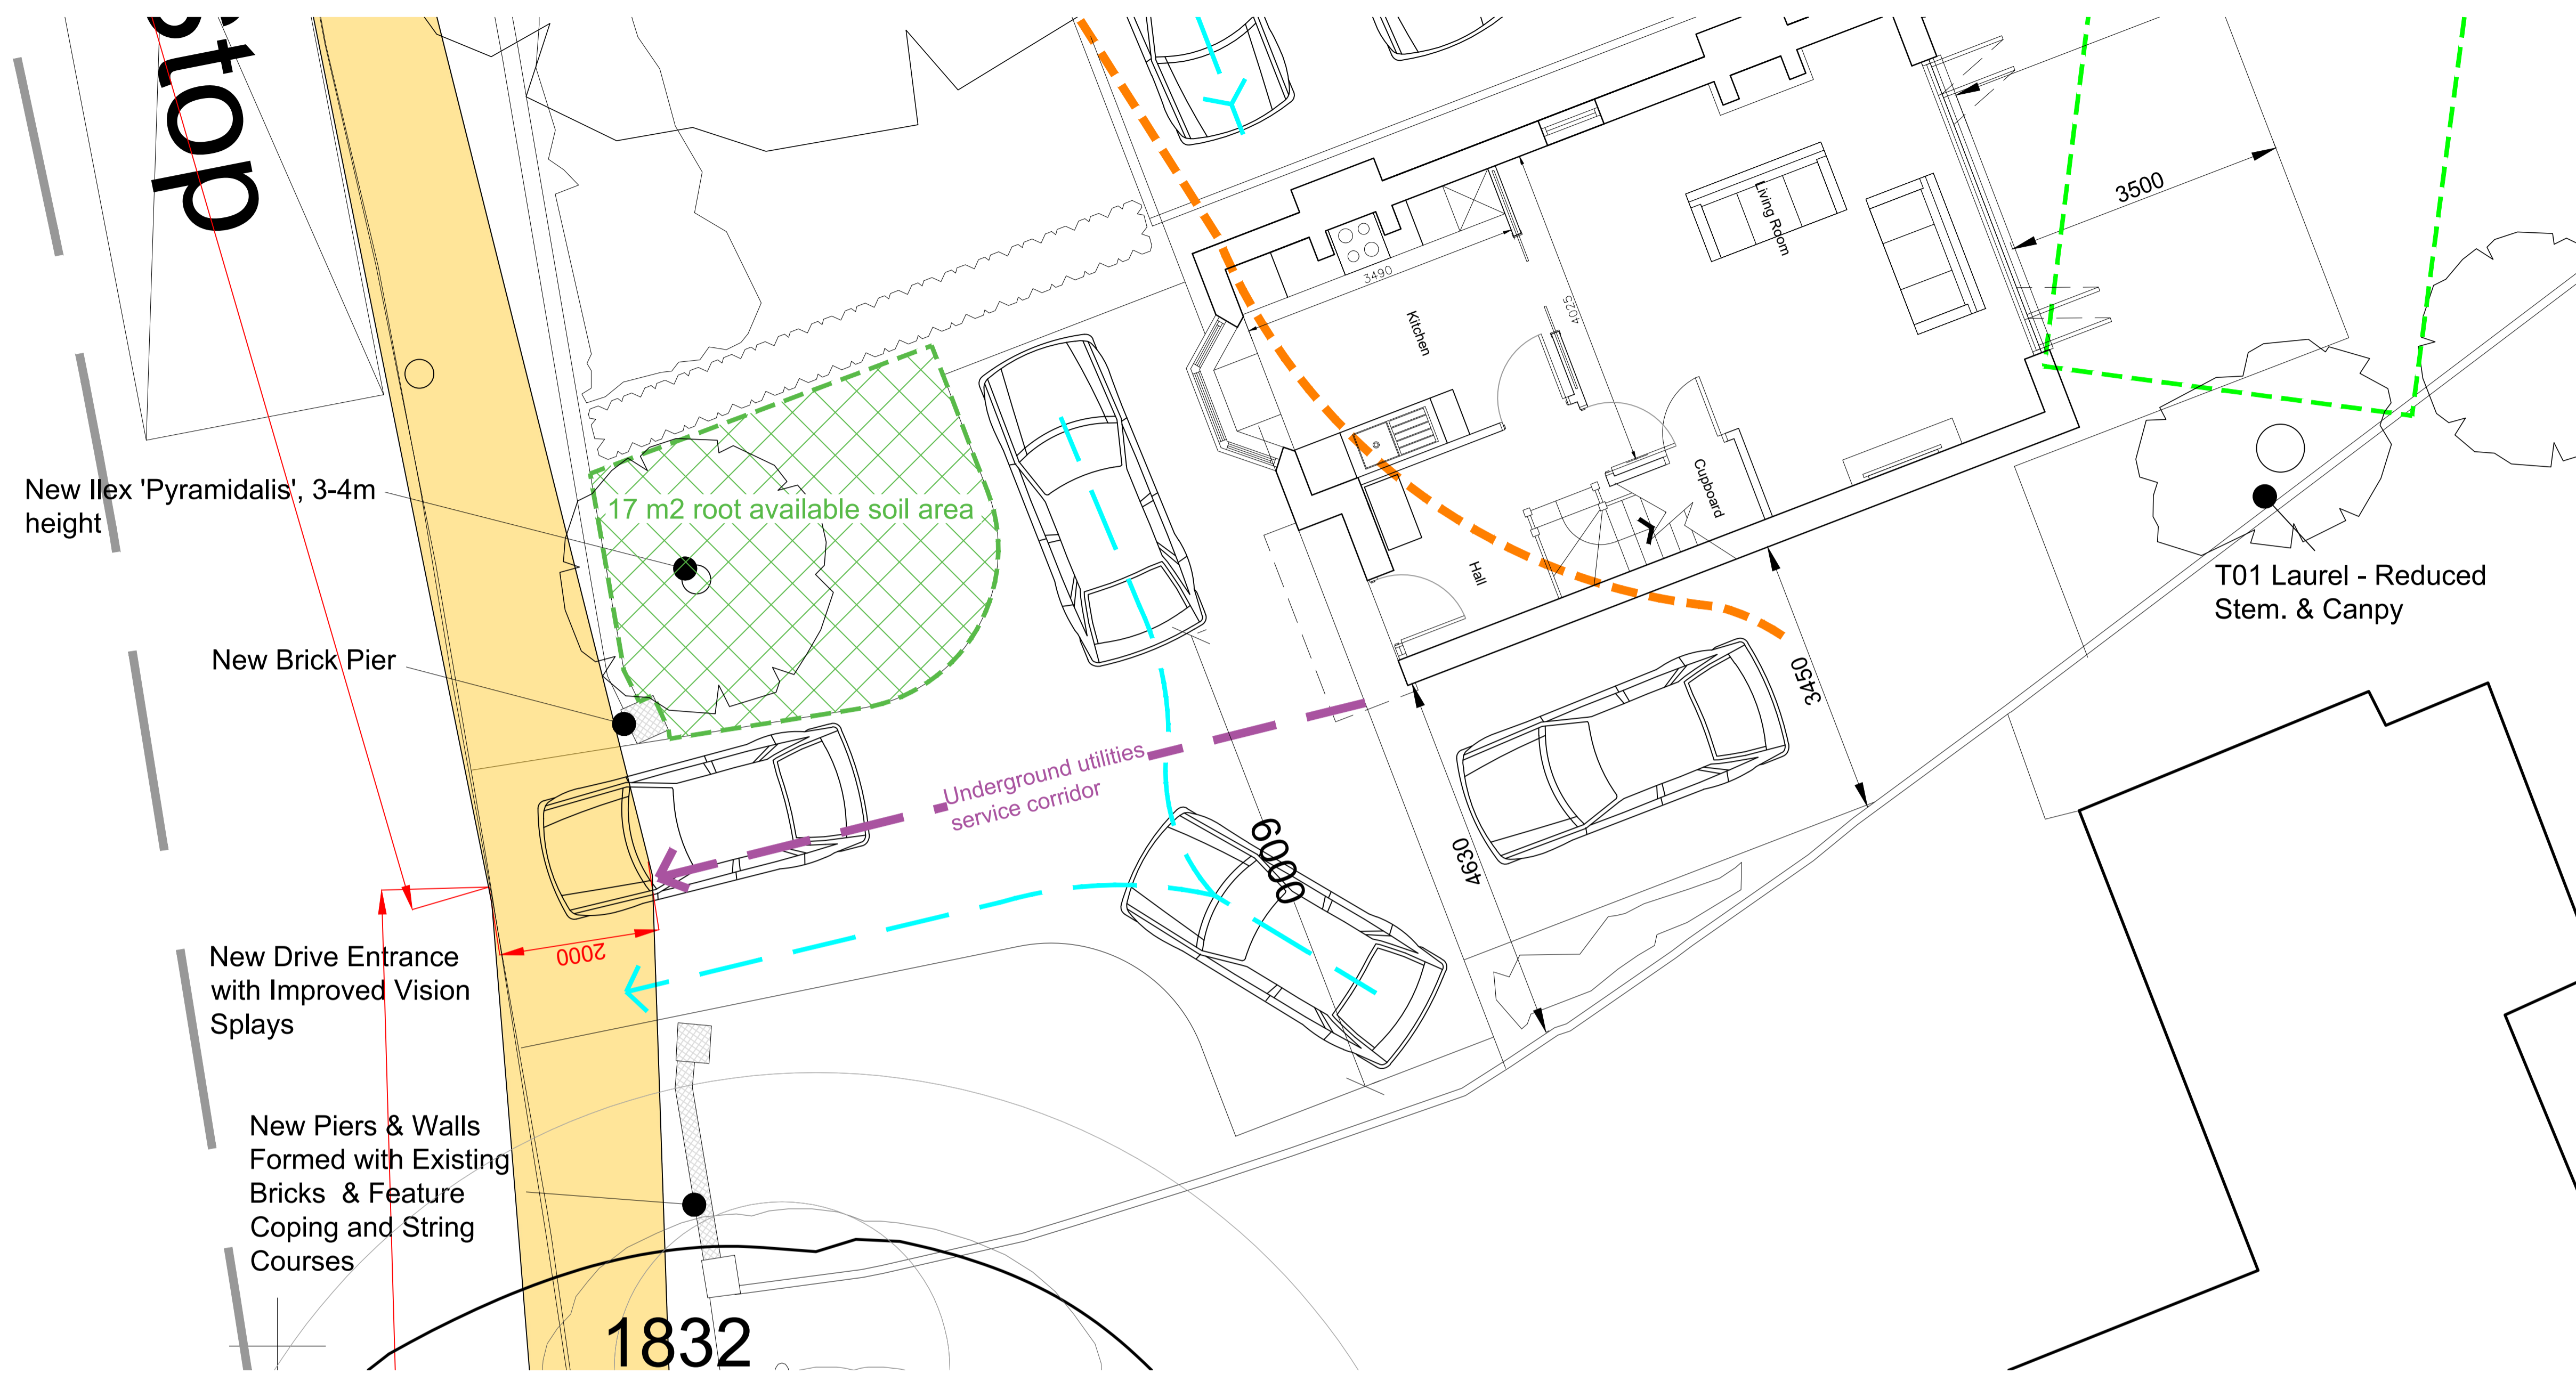 stop
3500
Living Room
3490
4025
Kitchen
New Ilex 'Pyramidalis', 3-4m
height
17 m2 root available soil area
Cupboard
Hall
T01 Laurel - Reduced
Stem. & Canpy
New Brick Pier
3450
Underground utilities
service corridor
6000
4630
2000
New Drive Entrance
with Improved Vision
Splays
New Piers & Walls
Formed with Existing
Bricks & Feature
Coping and String
Courses
1832